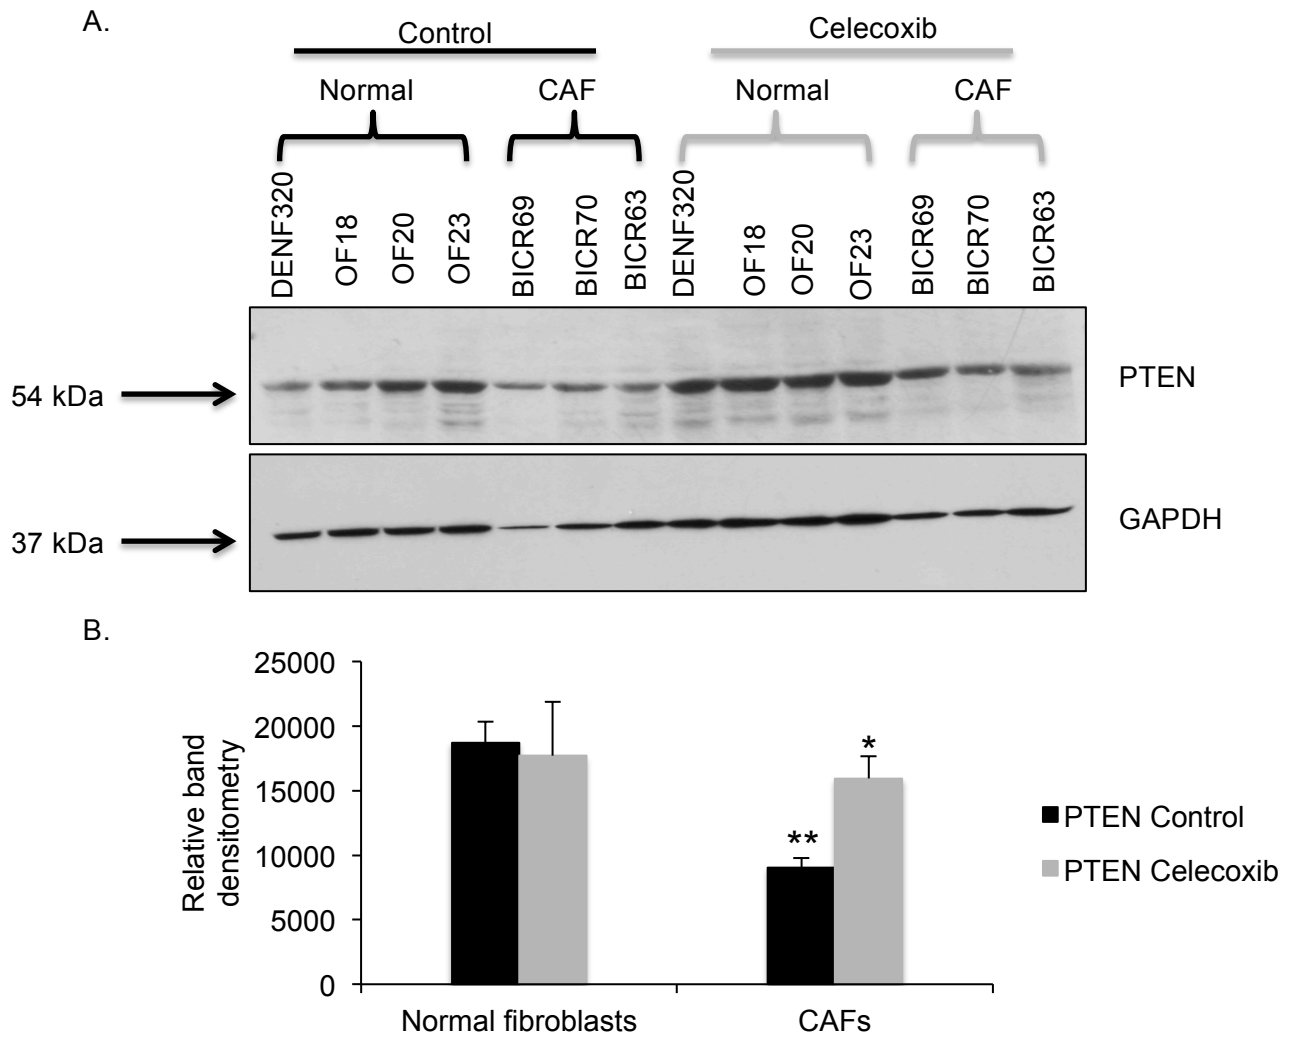 A.
Control
Celecoxib
Normal
CAF
Normal
CAF
DENF320
OF18
OF20
OF23
BICR69
BICR70
BICR63
DENF320
OF18
OF20
OF23
BICR69
BICR70
BICR63
54 kDa
PTEN
37 kDa
GAPDH
B.
Relative band
densitometry
25000
20000
15000
10000
5000
0
**
*
Normal fibroblasts
CAFs
PTEN Control
PTEN Celecoxib